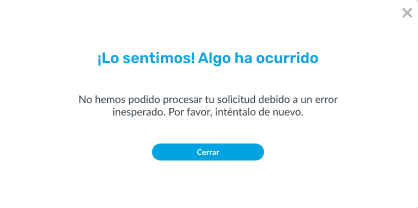 ¡Lo sentimos! Algo ha ocurrido
No hemos podido procesar tu solicitud debido a un error
inesperado. Por favor, inténtalo de nuevo.
Cerrar